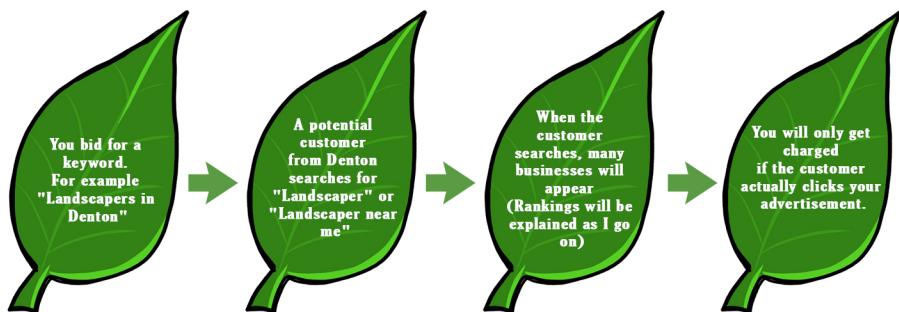 You bid for a
keyword.
For example
"Landscapers in
Denton"
A potential
customer
from Denton
searches for
"Landscaper" or
"Landscaper near
me"
When the
customer
searches, many
businesses will
appear
(Rankings will be
explained as I go
on)
You will only get
charged
if the customer
actually clicks your
advertisement.